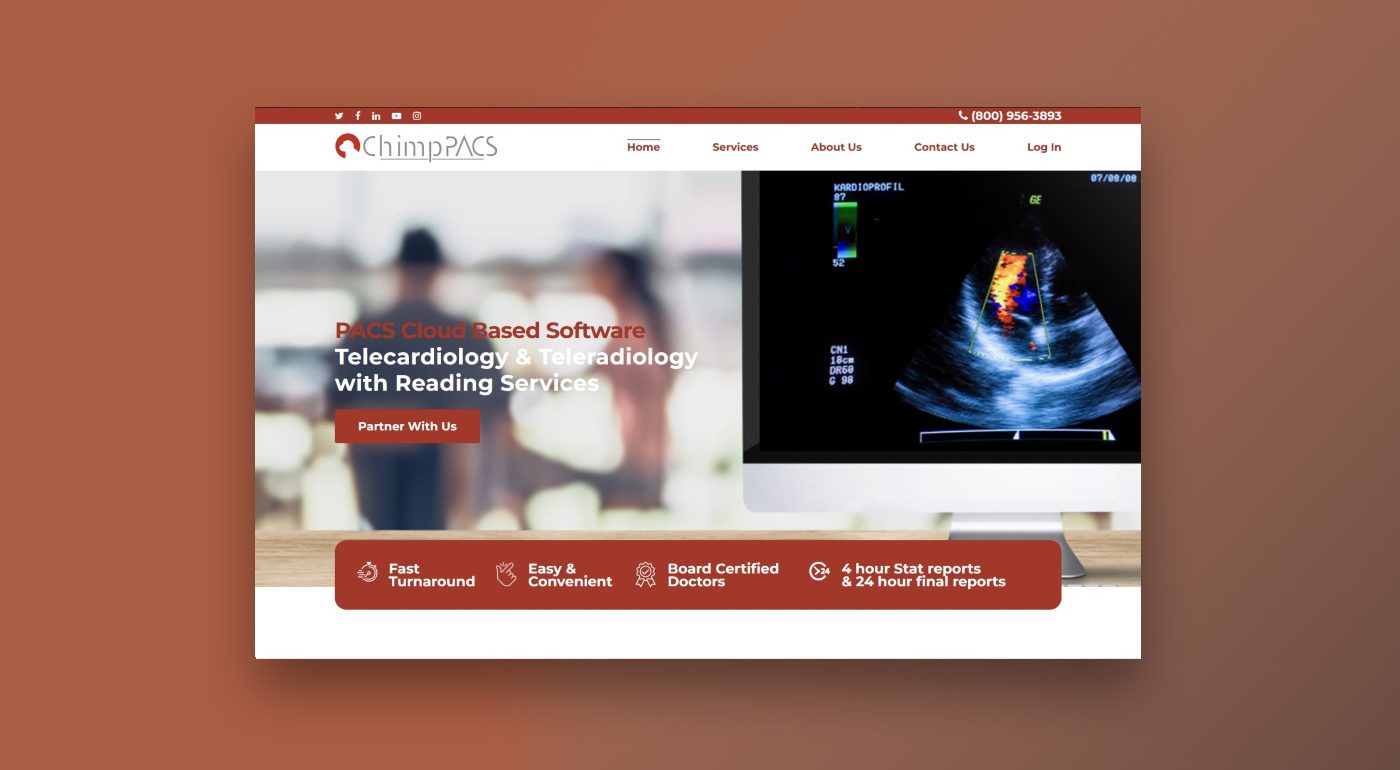 (800) 956-3893
ChimpPACS
Home Services About Us Contact Us Log In
07/08/08
KARDIOPROFIL
87
GE
V
52
PACS Cloud Based Software
Telecardiology & Teleradiology
with Reading Services
CN1
18cm
DR60
G 90
Partner With Us
Fast
Turnaround
Easy &
Convenient
Board Certified
Doctors
24
4 hour Stat reports
& 24 hour final reports